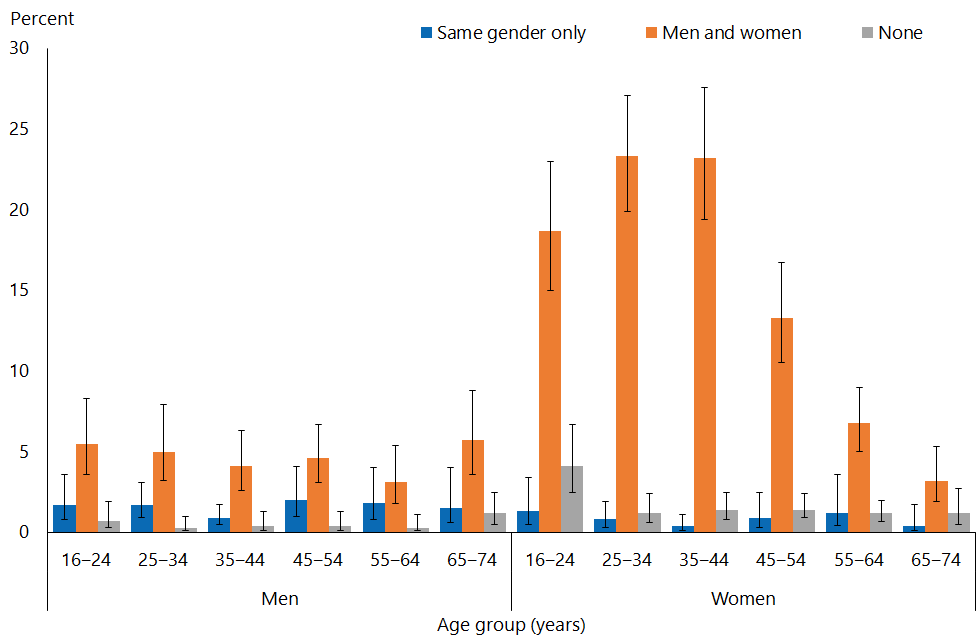 Percent
Same gender only Men and women None
30
25
20
15
10
5
0
16–24 25–34 35–44 45–54 55–64 65–74 16–24 25–34 35–44 45–54 55–64 65–74
Men Women
Age group (years)